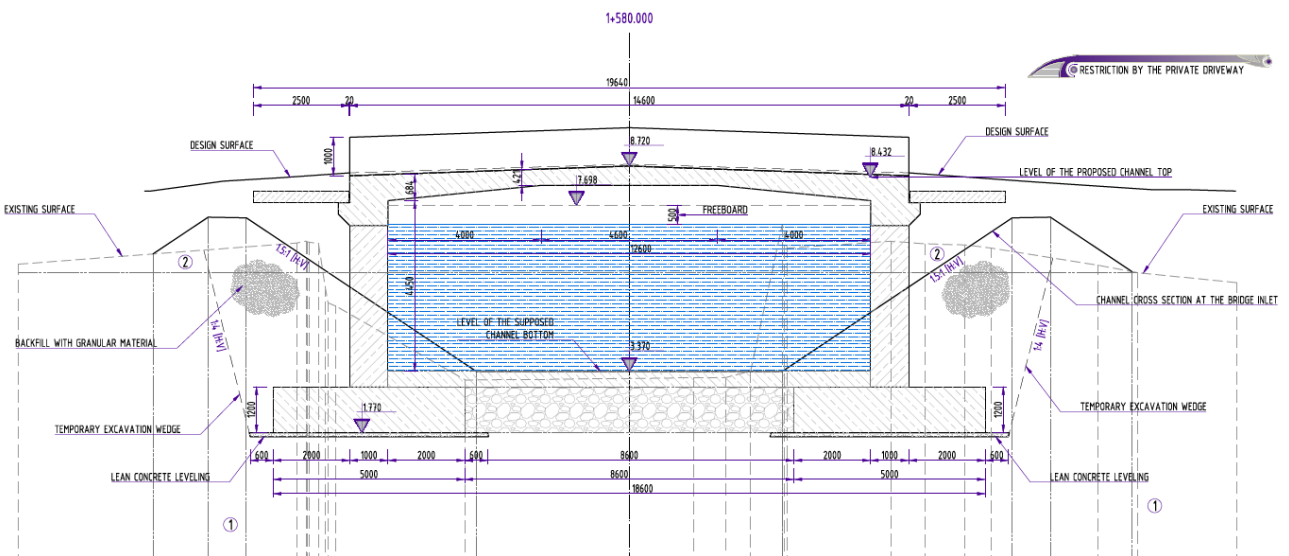 1+580.000
RESTRICTION BY THE PRIVATE DRIVEWAY
19640
2500
20
14600
20
2500
DESIGN SURFACE
1000
8.720
8.432
DESIGN SURFACE
LEVEL OF THE PROPOSED CHANNEL TOP
684
421
7.698
EXISTING SURFACE
500
FREEBOARD
EXISTING SURFACE
4000
4600
4000
12600
2
1.5:1 (H:V)
2
1.5:1 (H:V)
4450
CHANNEL CROSS SECTION AT THE BRIDGE INLET
1:4 (H:V)
LEVEL OF THE SUPPOSED
CHANNEL BOTTOM
3.370
1:4 (H:V)
BACKFILL WITH GRANULAR MATERIAL
1200
1.770
1200
TEMPORARY EXCAVATION WEDGE
TEMPORARY EXCAVATION WEDGE
600
2000
1000
2000
600
8600
2000
1000
2000
600
LEAN CONCRETE LEVELING
5000
8600
5000
LEAN CONCRETE LEVELING
18600
1
1